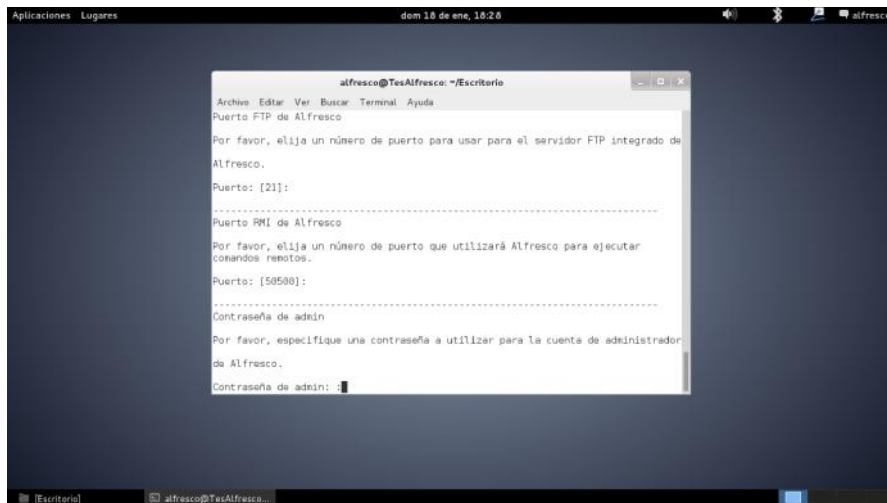 Aplicaciones Lugares
dom 18 de ene, 18:28
alfresco
alfresco@TesAlfresco: ~/Escritorio
Archivo Editar Ver Buscar Terminal Ayuda
Puerto FTP de Alfresco
Por favor, elija un número de puerto para usar para el servidor FTP integrado de
Alfresco.
Puerto: [21]:
--------------------------------------------------------------------
Puerto RMI de Alfresco
Por favor, elija un número de puerto que utilizará Alfresco para ejecutar
comandos remotos.
Puerto: [50500]:
--------------------------------------------------------------------
Contraseña de admin
Por favor, especifique una contraseña a utilizar para la cuenta de administrador
de Alfresco.
Contraseña de admin: :
[Escritorio]
alfresco@TesAlfresco...